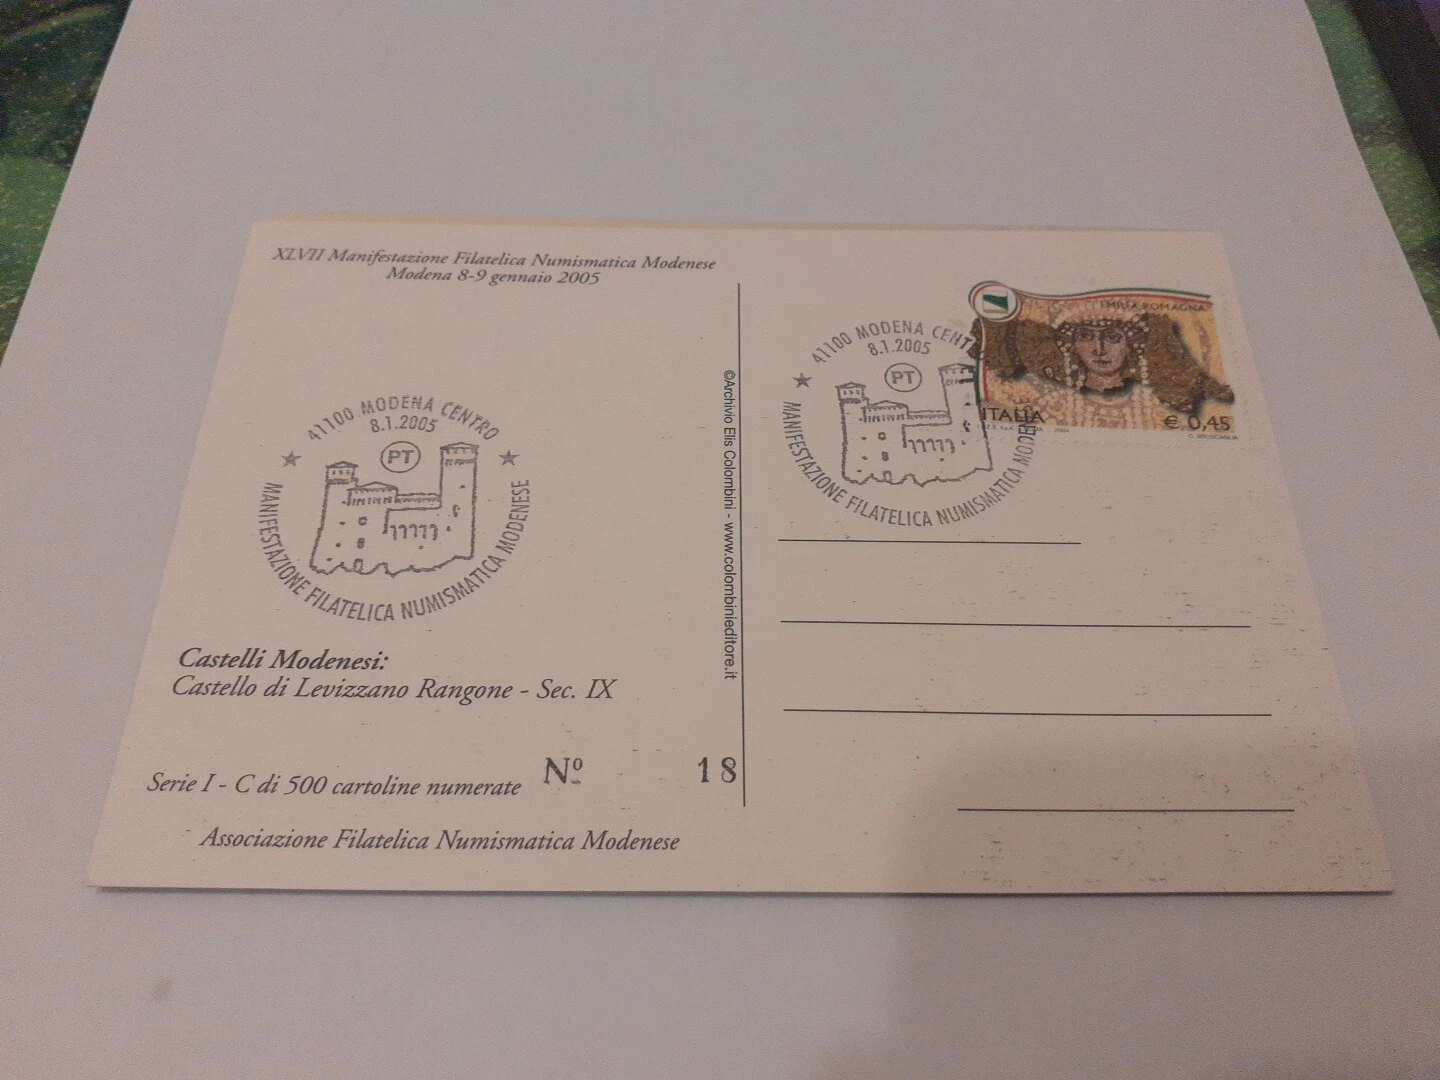 XLVII Manifestazione Filatelica Numismatica Modenese
Modena 8-9 gennaio 2005
41100 MODENA CENTRO
8.1.2005
PT
MANIFESTAZIONE FILATELICA NUMISMATICA MODENESE
Castelli Modenesi:
Castello di Levizzano Rangone - Sec. IX
Serie I - C di 500 cartoline numerate Nº 18
Associazione Filatelica Numismatica Modenese
©Archivio Elis Colombini - www.colombinieditore.it
41100 MODENA CENTRO
8.1.2005
PT
MANIFESTAZIONE FILATELICA NUMISMATICA MODENESE
EMILIA ROMAGNA
ITALIA
€ 0,45
2004